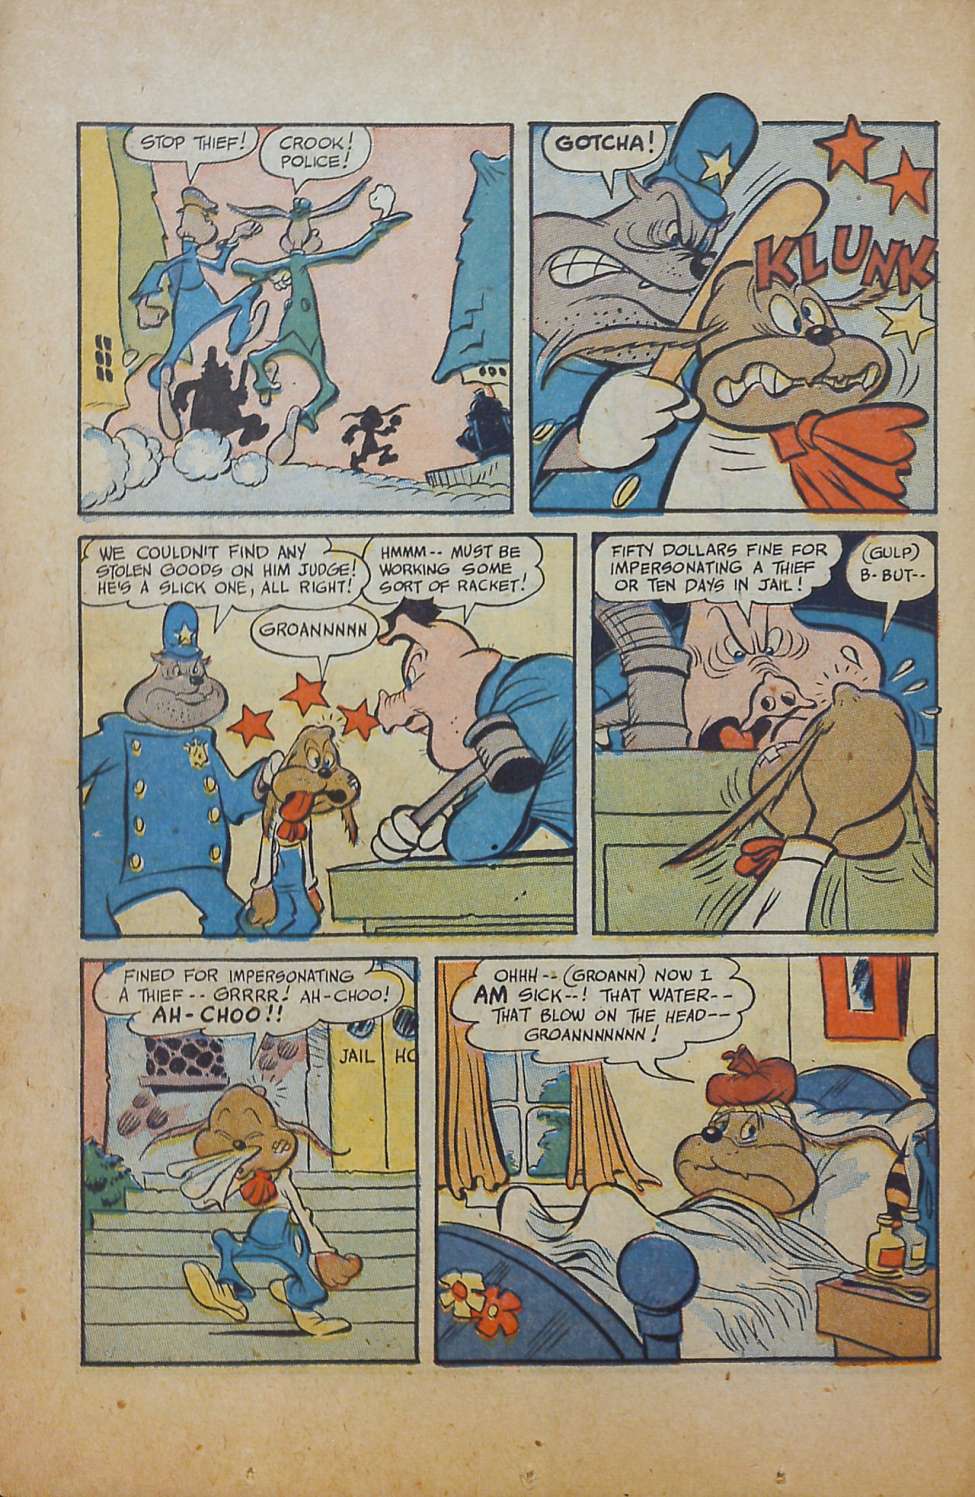 STOP THIEF!
CROOK!
POLICE!
GOTCHA!
KLUNK
WE COULDN'T FIND ANY
STOLEN GOODS ON HIM JUDGE!
HE'S A SLICK ONE, ALL RIGHT!
HMMM-- MUST BE
WORKING SOME
SORT OF RACKET!
GROANNNNN
FIFTY DOLLARS FINE FOR
IMPERSONATING A THIEF
OR TEN DAYS IN JAIL!
(GULP)
B-BUT--
FINED FOR IMPERSONATING
A THIEF-- GRRRR! AH-CHOO!
AH-CHOO!!
JAIL HO
OHHH-- (GROANN) NOW I
AM SICK--! THAT WATER--
THAT BLOW ON THE HEAD--
GROANNNNNNN!